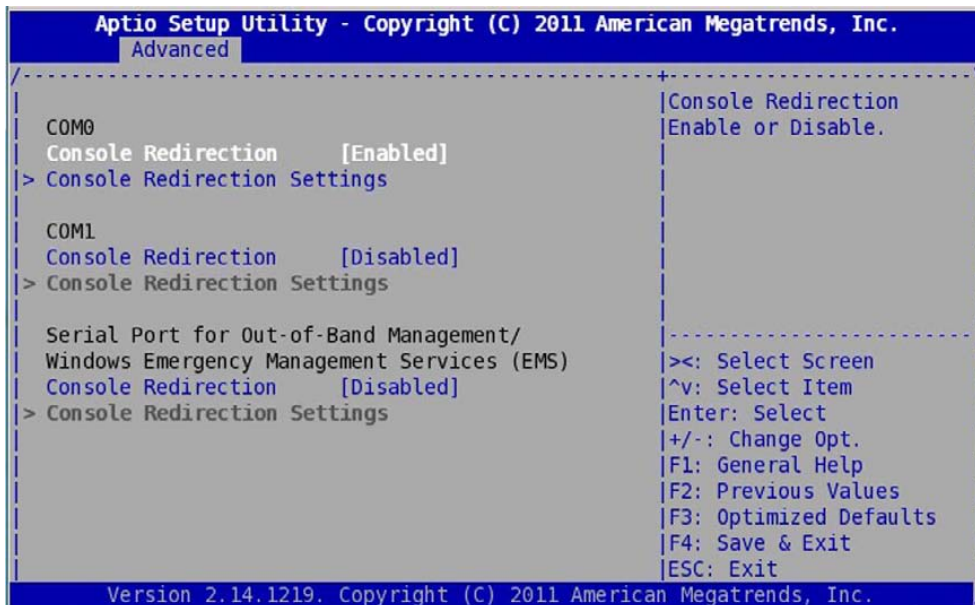 Aptio Setup Utility - Copyright (C) 2011 American Megatrends, Inc.
Advanced
COM0
Console Redirection [Enabled]
> Console Redirection Settings
COM1
Console Redirection [Disabled]
> Console Redirection Settings
Serial Port for Out-of-Band Management/
Windows Emergency Management Services (EMS)
Console Redirection [Disabled]
> Console Redirection Settings
Console Redirection
Enable or Disable.
><: Select Screen
^v: Select Item
Enter: Select
+/-: Change Opt.
F1: General Help
F2: Previous Values
F3: Optimized Defaults
F4: Save & Exit
ESC: Exit
Version 2.14.1219. Copyright (C) 2011 American Megatrends, Inc.